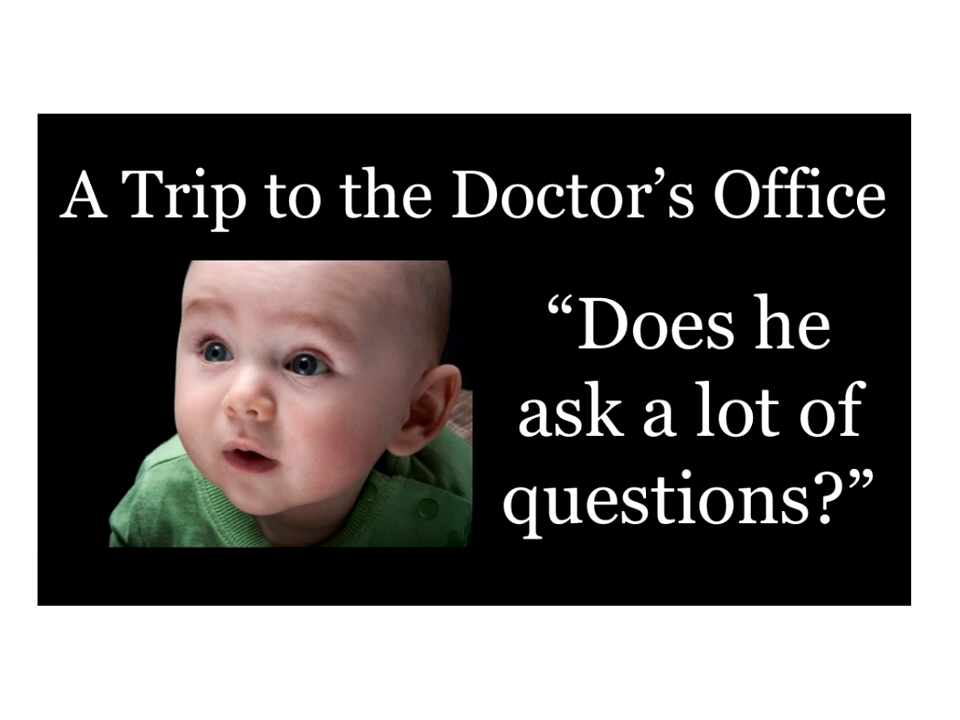 A Trip to the Doctor’s Office
“Does he
ask a lot of
questions?”